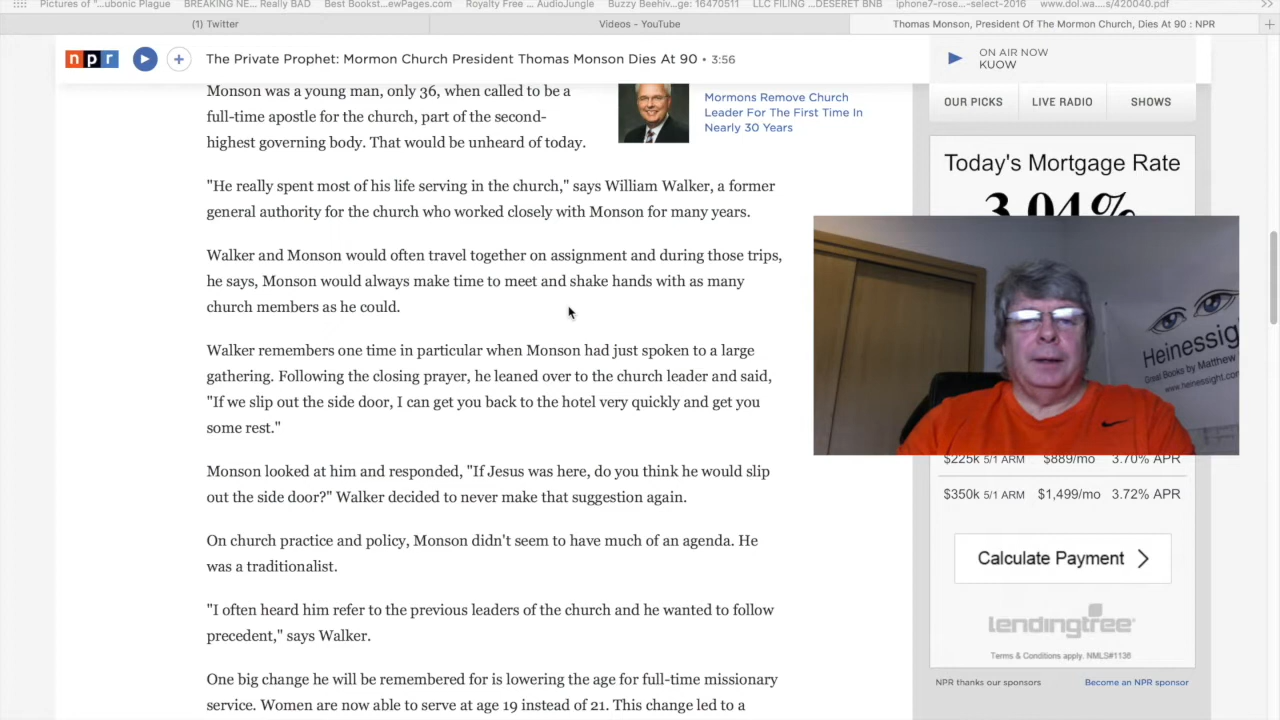 Pictures of "...ubonic Plague
BREAKING NE... Really BAD
Best Bookst...ewPages.com
Royalty Free ... AudioJungle
Buzzy Beehiv...ge: 16470511
LLC FILING ...DESERET BNB
iphone7-rose...-select-2016
www.dol.wa....s/420040.pdf
(1) Twitter
Videos - YouTube
Thomas Monson, President Of The Mormon Church, Dies At 90 : NPR
npr
The Private Prophet: Mormon Church President Thomas Monson Dies At 90 • 3:56
ON AIR NOW
KUOW
OUR PICKS
LIVE RADIO
SHOWS
Monson was a young man, only 36, when called to be a
full-time apostle for the church, part of the second-
highest governing body. That would be unheard of today.
Mormons Remove Church
Leader For The First Time In
Nearly 30 Years
"He really spent most of his life serving in the church," says William Walker, a former
general authority for the church who worked closely with Monson for many years.
Walker and Monson would often travel together on assignment and during those trips,
he says, Monson would always make time to meet and shake hands with as many
church members as he could.
Walker remembers one time in particular when Monson had just spoken to a large
gathering. Following the closing prayer, he leaned over to the church leader and said,
"If we slip out the side door, I can get you back to the hotel very quickly and get you
some rest."
Monson looked at him and responded, "If Jesus was here, do you think he would slip
out the side door?" Walker decided to never make that suggestion again.
On church practice and policy, Monson didn't seem to have much of an agenda. He
was a traditionalist.
"I often heard him refer to the previous leaders of the church and he wanted to follow
precedent," says Walker.
One big change he will be remembered for is lowering the age for full-time missionary
service. Women are now able to serve at age 19 instead of 21. This change led to a
Today's Mortgage Rate
3.04%
Heinessig
Great Books by Matthew
www.heinessight.com
$225k 5/1 ARM $889/mo 3.70% APR
$350k 5/1 ARM $1,499/mo 3.72% APR
Calculate Payment
lendingtree
Terms & Conditions apply. NMLS#1136
NPR thanks our sponsors
Become an NPR sponsor